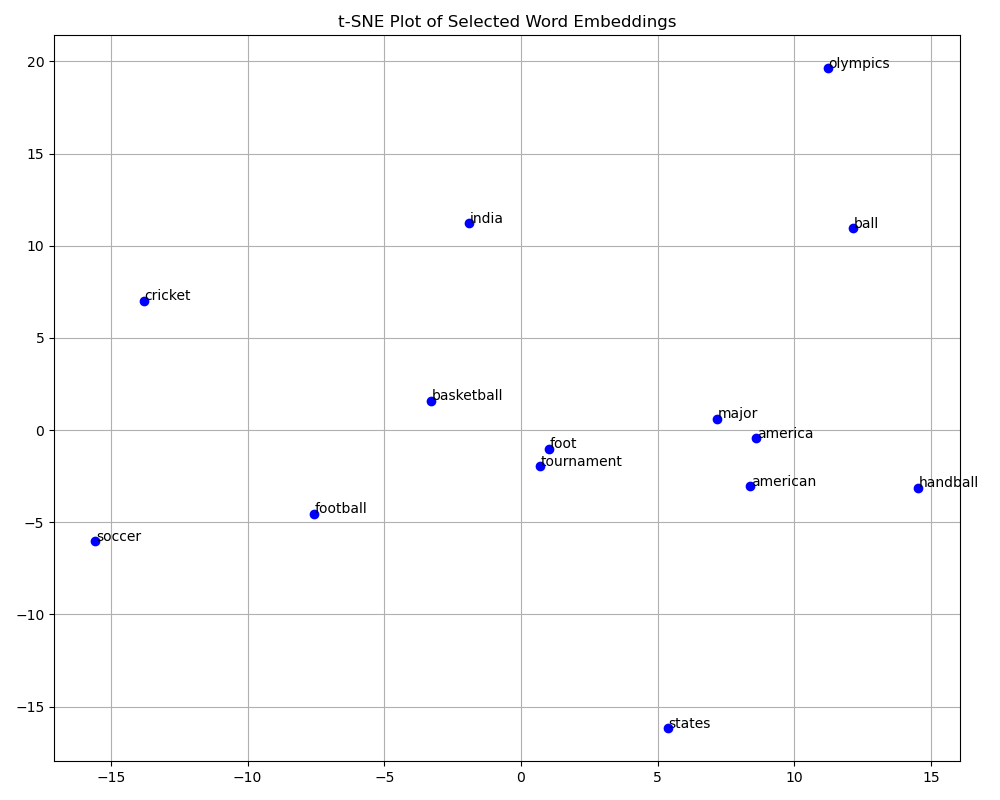 t-SNE Plot of Selected Word Embeddings
20
olympics
15
india
ball
10
cricket
5
basketball
major
0
america
foot
tournament
american
handball
football
−5
soccer
−10
−15
states
−15
−10
−5
0
5
10
15